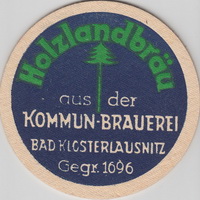 Holzlandbräu
aus der
KOMMUN-BRAUEREI
BAD KLOSTERLAUSNITZ
Gegr. 1696